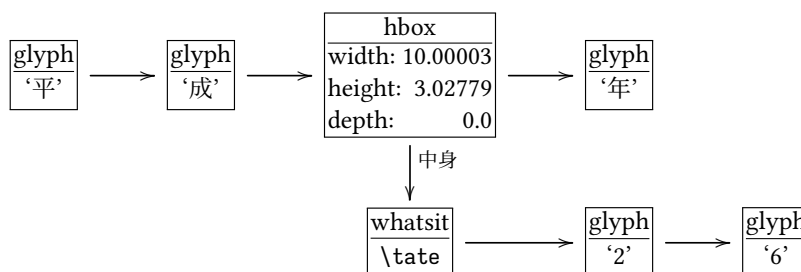 glyph
‘平’
glyph
‘成’
hbox
width: 10.00003
height: 3.02779
depth: 0.0
glyph
‘年’
中身
whatsit
\tate
glyph
‘2’
glyph
‘6’